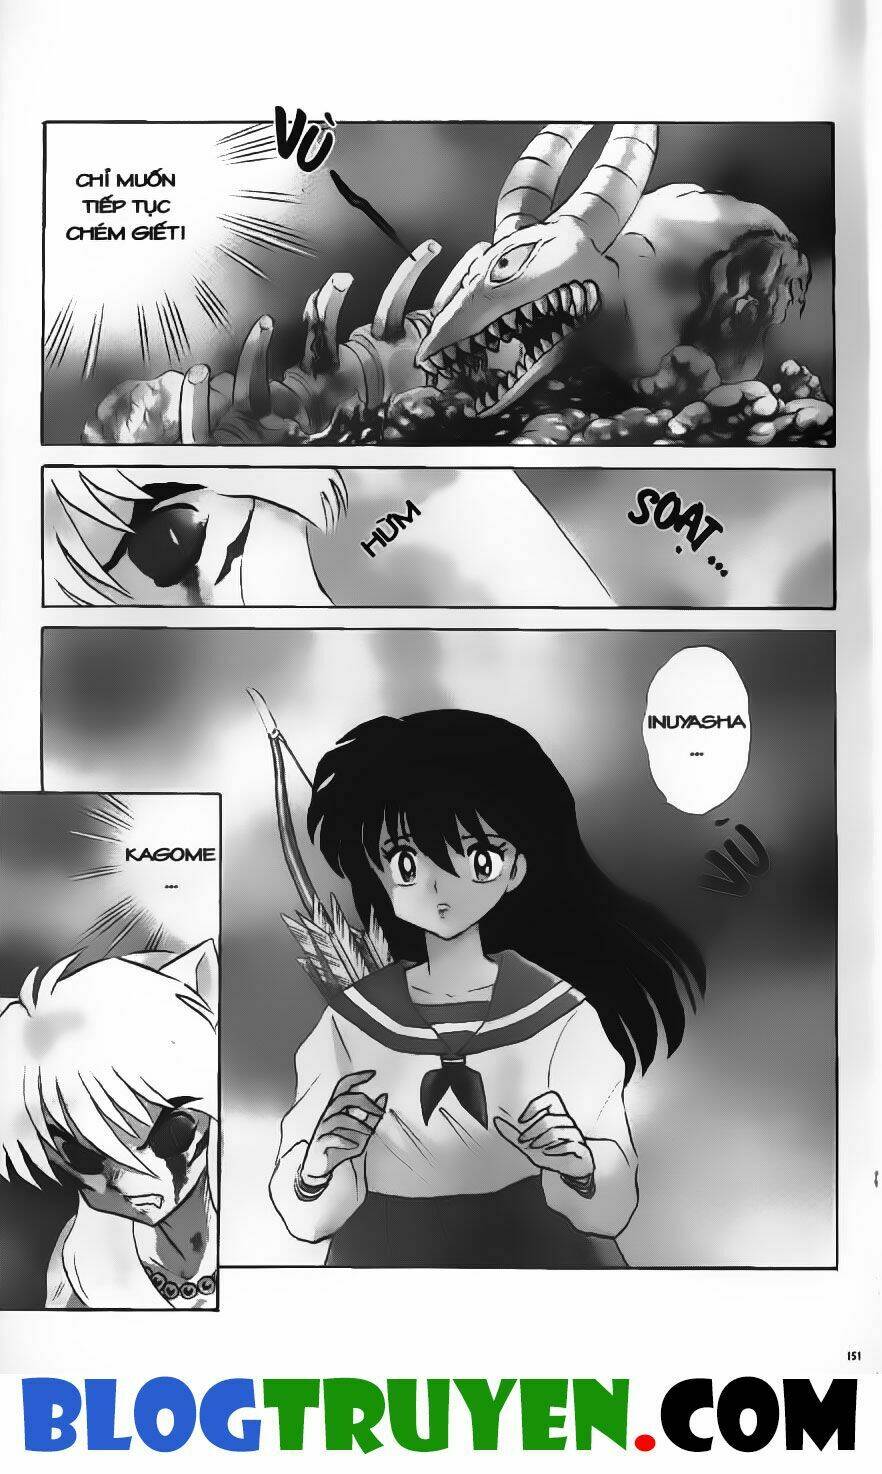 VÙ
CHỈ MUỐN
TIẾP TỤC
CHÉM GIẾT!
HỪM
SOẠT...
INUYASHA
...
VÙ
KAGOME
...
151
BLOGTRUYEN.COM